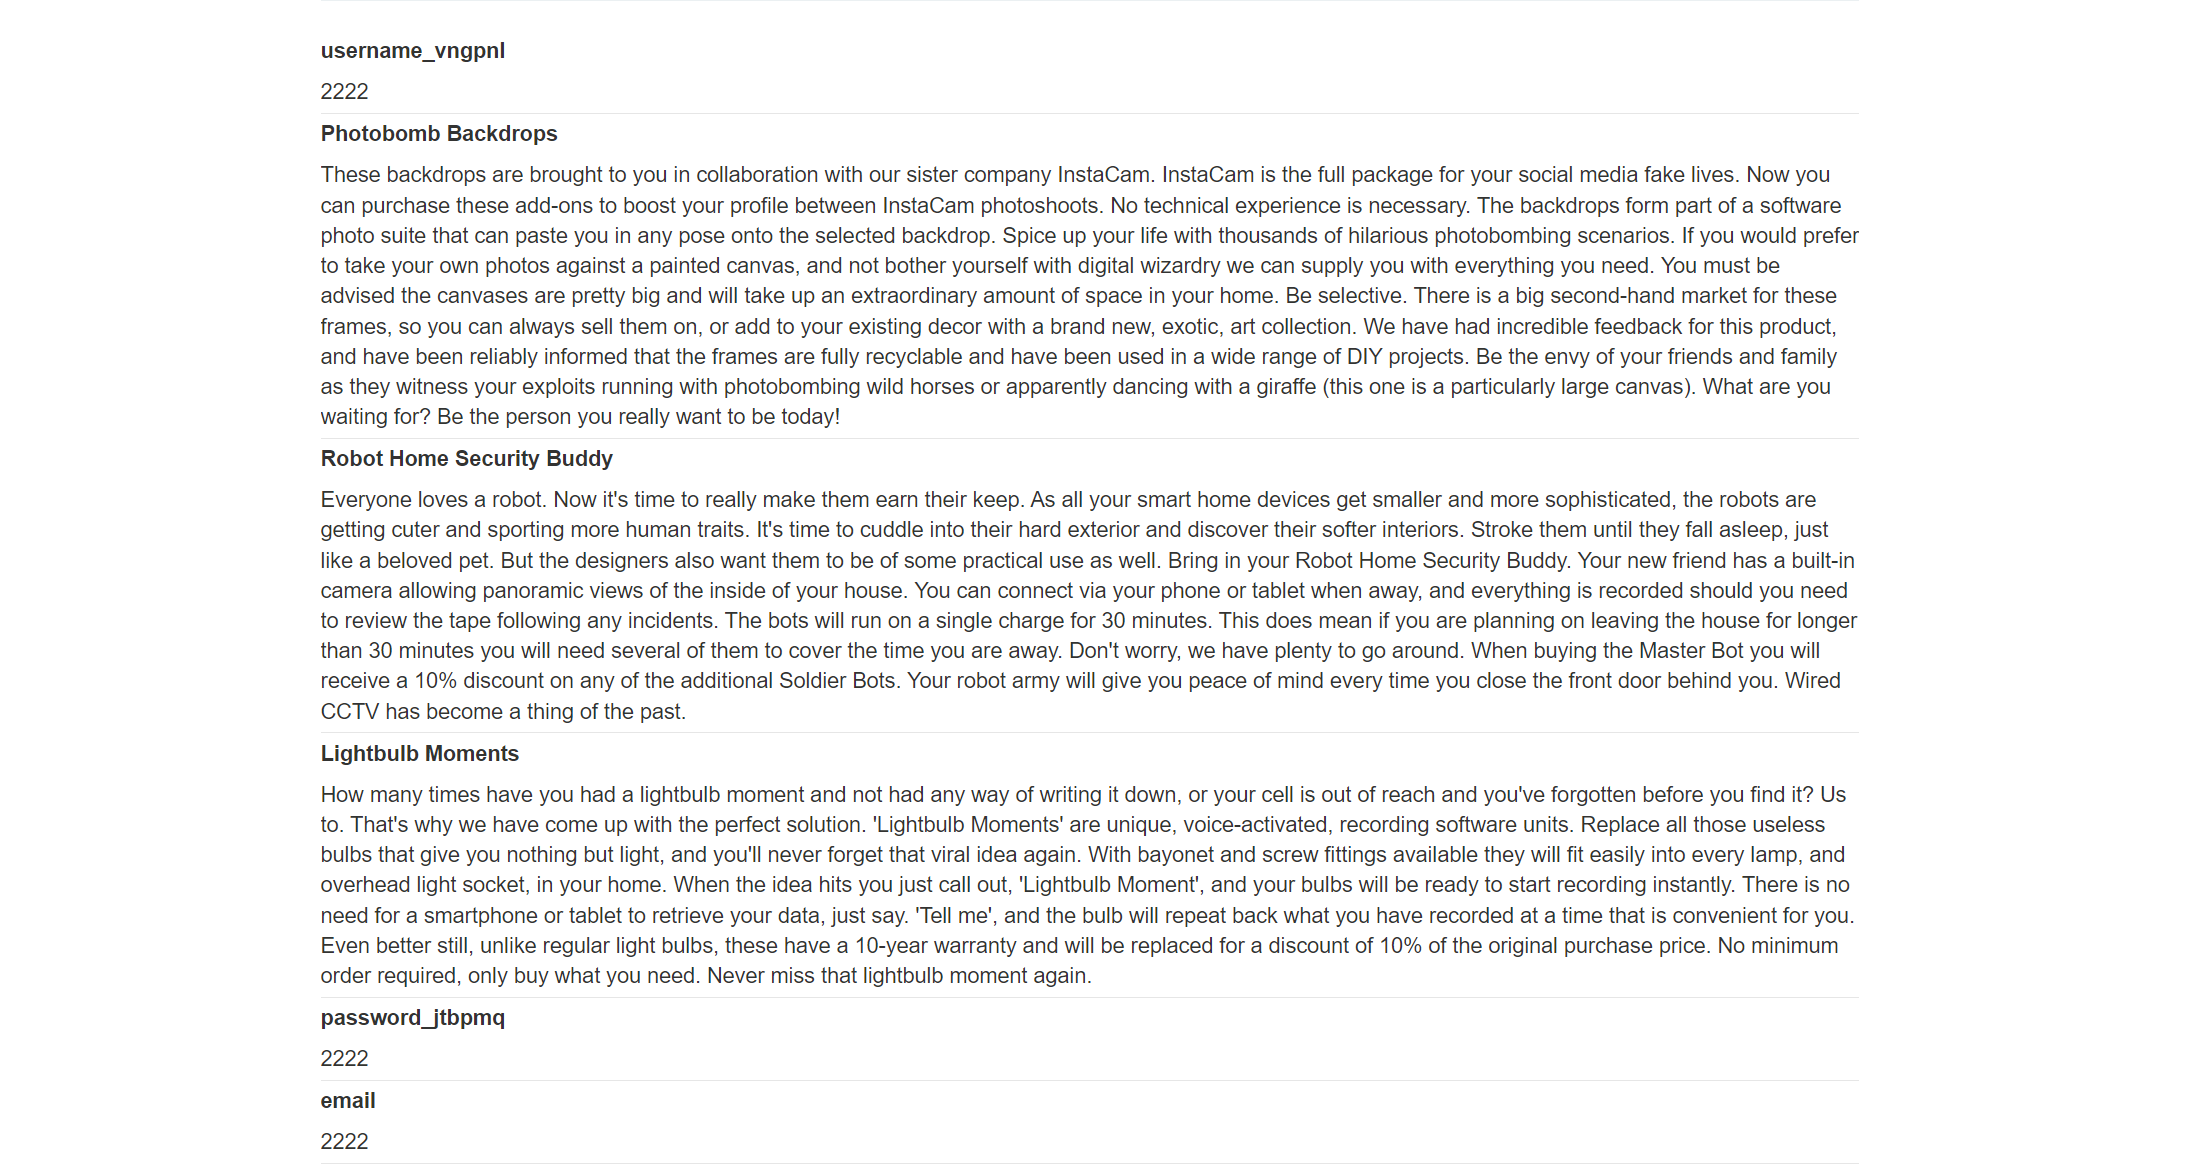 username_vngpnl
2222
Photobomb Backdrops
These backdrops are brought to you in collaboration with our sister company InstaCam. InstaCam is the full package for your social media fake lives. Now you
can purchase these add-ons to boost your profile between InstaCam photoshoots. No technical experience is necessary. The backdrops form part of a software
photo suite that can paste you in any pose onto the selected backdrop. Spice up your life with thousands of hilarious photobombing scenarios. If you would prefer
to take your own photos against a painted canvas, and not bother yourself with digital wizardry we can supply you with everything you need. You must be
advised the canvases are pretty big and will take up an extraordinary amount of space in your home. Be selective. There is a big second-hand market for these
frames, so you can always sell them on, or add to your existing decor with a brand new, exotic, art collection. We have had incredible feedback for this product,
and have been reliably informed that the frames are fully recyclable and have been used in a wide range of DIY projects. Be the envy of your friends and family
as they witness your exploits running with photobombing wild horses or apparently dancing with a giraffe (this one is a particularly large canvas). What are you
waiting for? Be the person you really want to be today!
Robot Home Security Buddy
Everyone loves a robot. Now it's time to really make them earn their keep. As all your smart home devices get smaller and more sophisticated, the robots are
getting cuter and sporting more human traits. It's time to cuddle into their hard exterior and discover their softer interiors. Stroke them until they fall asleep, just
like a beloved pet. But the designers also want them to be of some practical use as well. Bring in your Robot Home Security Buddy. Your new friend has a built-in
camera allowing panoramic views of the inside of your house. You can connect via your phone or tablet when away, and everything is recorded should you need
to review the tape following any incidents. The bots will run on a single charge for 30 minutes. This does mean if you are planning on leaving the house for longer
than 30 minutes you will need several of them to cover the time you are away. Don't worry, we have plenty to go around. When buying the Master Bot you will
receive a 10% discount on any of the additional Soldier Bots. Your robot army will give you peace of mind every time you close the front door behind you. Wired
CCTV has become a thing of the past.
Lightbulb Moments
How many times have you had a lightbulb moment and not had any way of writing it down, or your cell is out of reach and you've forgotten before you find it? Us
to. That's why we have come up with the perfect solution. 'Lightbulb Moments' are unique, voice-activated, recording software units. Replace all those useless
bulbs that give you nothing but light, and you'll never forget that viral idea again. With bayonet and screw fittings available they will fit easily into every lamp, and
overhead light socket, in your home. When the idea hits you just call out, 'Lightbulb Moment', and your bulbs will be ready to start recording instantly. There is no
need for a smartphone or tablet to retrieve your data, just say. 'Tell me', and the bulb will repeat back what you have recorded at a time that is convenient for you.
Even better still, unlike regular light bulbs, these have a 10-year warranty and will be replaced for a discount of 10% of the original purchase price. No minimum
order required, only buy what you need. Never miss that lightbulb moment again.
password_jtbpmq
2222
email
2222